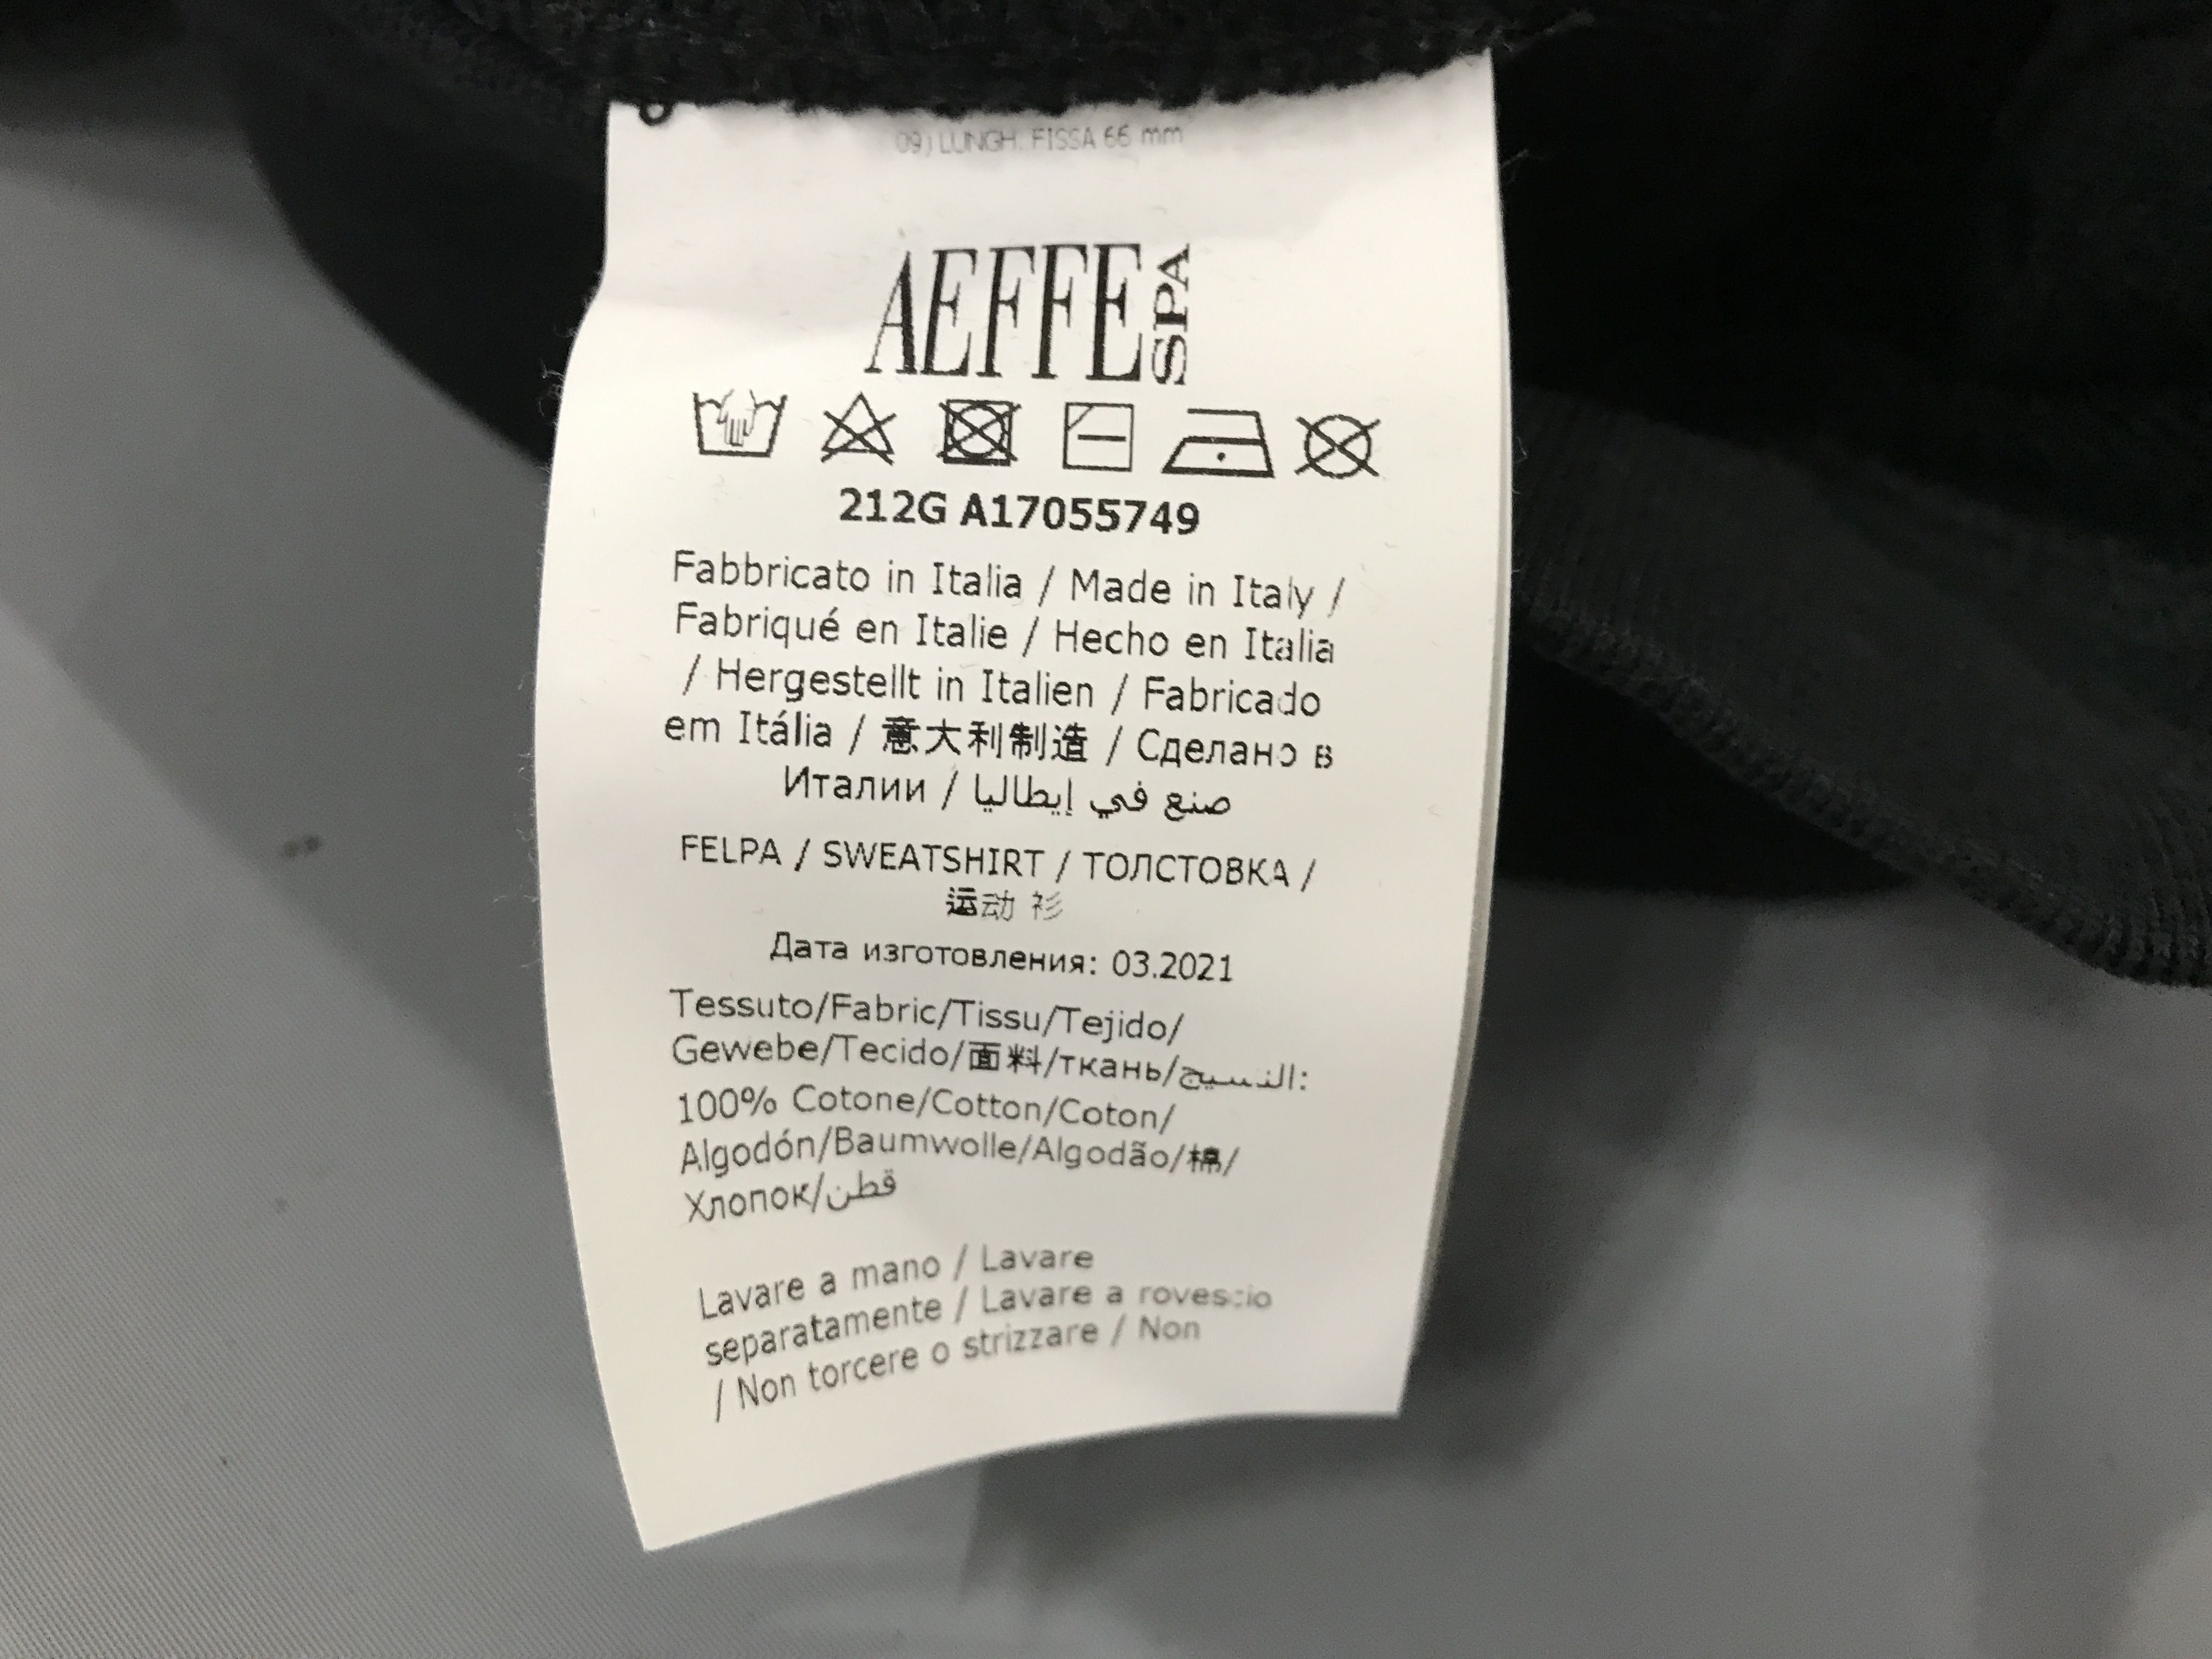 09) LUNGH. FISSA 66 mm
AEFFE SPA
212G A17055749
Fabbricato in Italia / Made in Italy /
Fabriqué en Italie / Hecho en Italia
/ Hergestellt in Italien / Fabricado
em Itália / 意大利制造 / Сделано в
Италии / صنع في إيطاليا
FELPA / SWEATSHIRT / ТОЛСТОВКА /
运动 衫
Дата изготовления: 03.2021
Tessuto/Fabric/Tissu/Tejido/
Gewebe/Tecido/面料/ткань/النسيج:
100% Cotone/Cotton/Coton/
Algodón/Baumwolle/Algodão/棉/
Хлопок/قطن
Lavare a mano / Lavare
separatamente / Lavare a rovescio
/ Non torcere o strizzare / Non